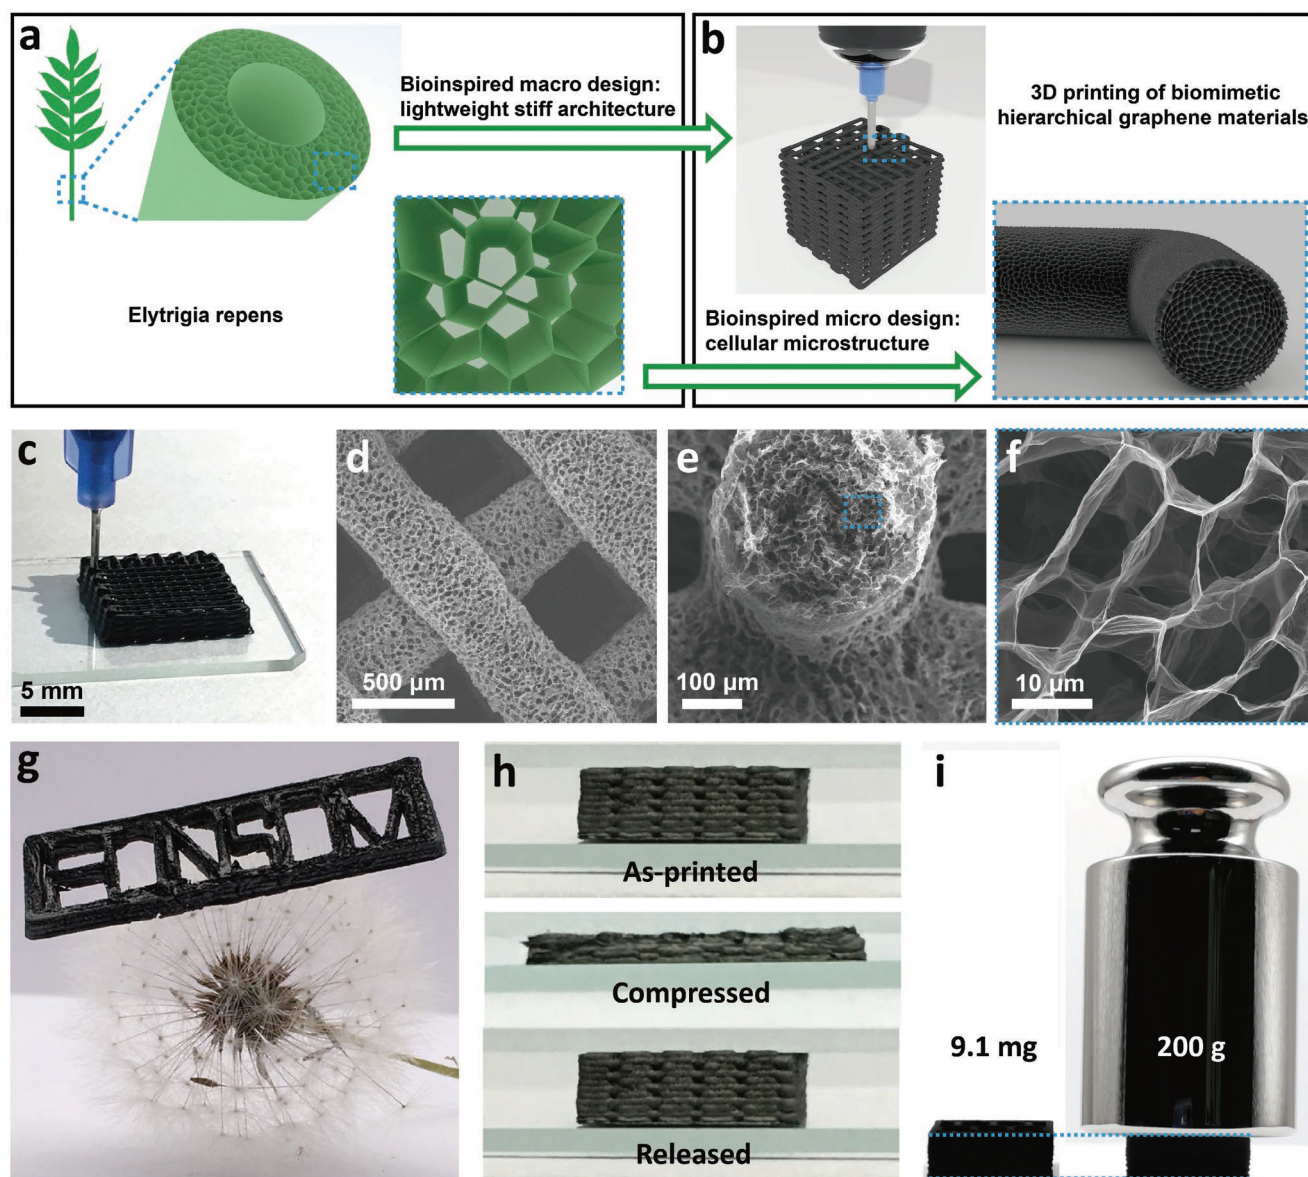 a
Bioinspired macro design:
lightweight stiff architecture
Elytrigia repens
b
3D printing of biomimetic
hierarchical graphene materials
Bioinspired micro design:
cellular microstructure
c
5 mm
d
500 µm
e
100 µm
f
10 µm
g
h
As-printed
Compressed
Released
i
9.1 mg
200 g